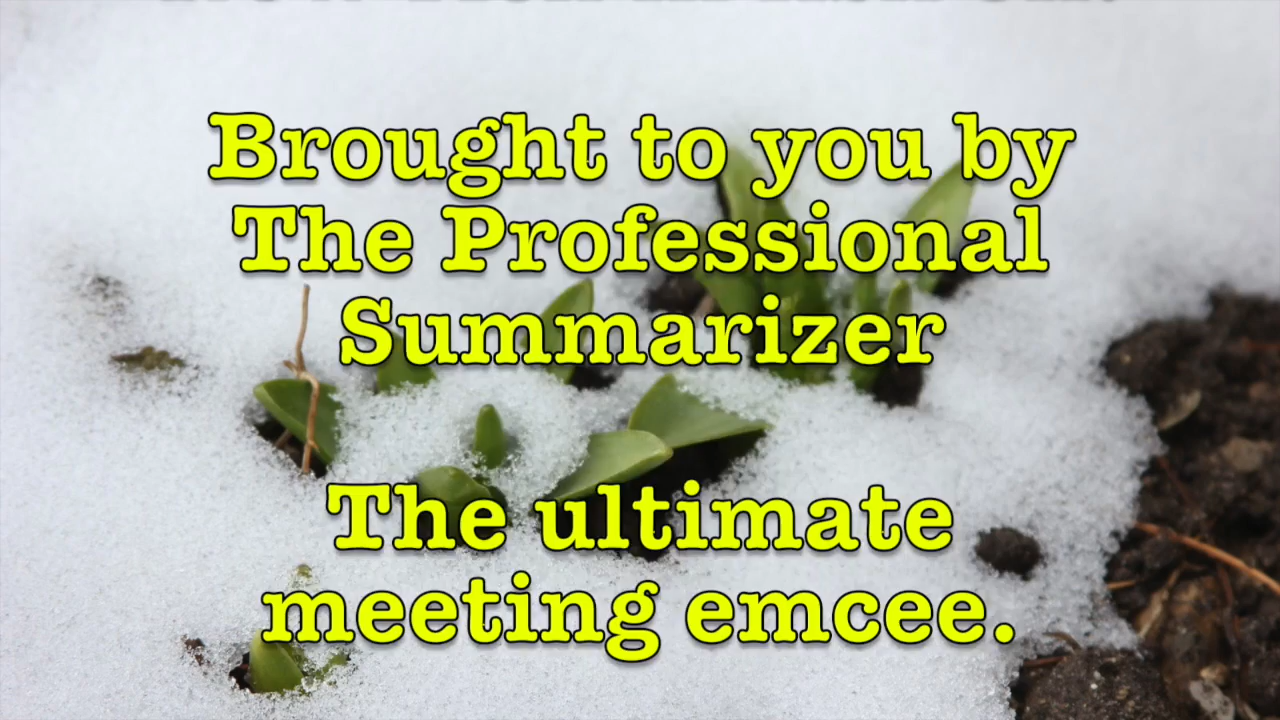 Brought to you by
The Professional
Summarizer
The ultimate
meeting emcee.